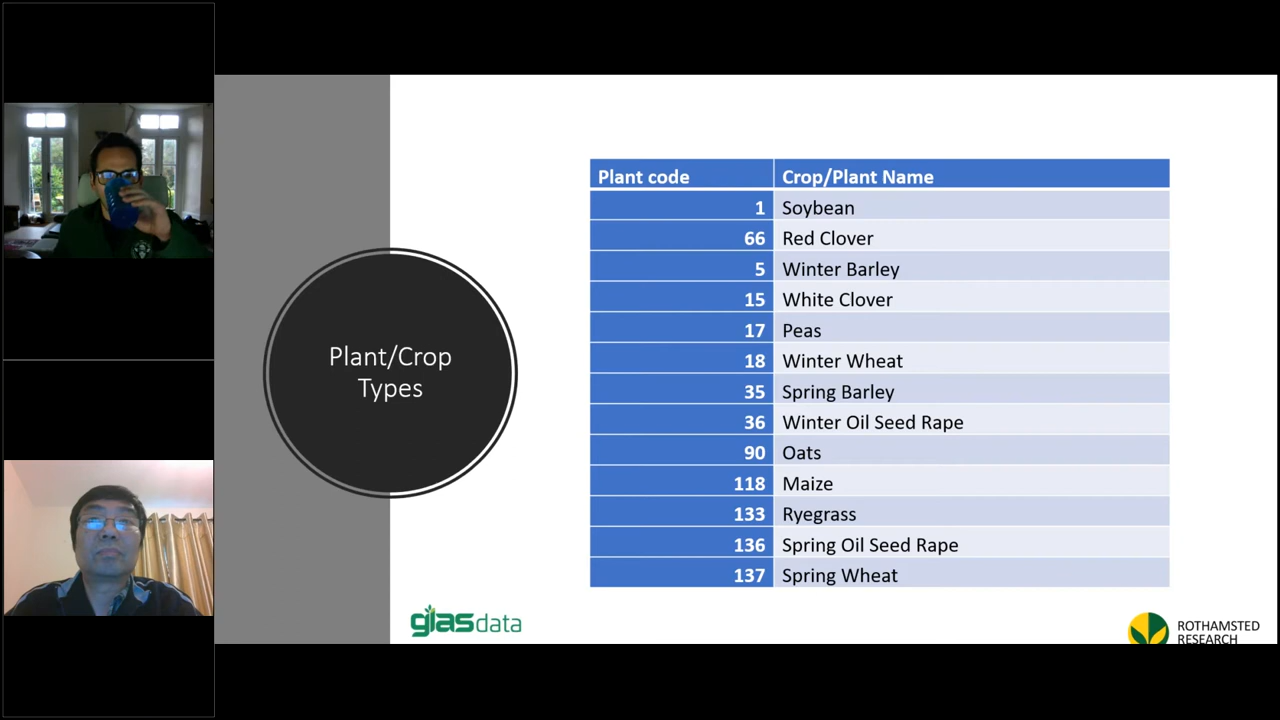 Plant/Crop
Types
Plant code Crop/Plant Name
1 Soybean
66 Red Clover
5 Winter Barley
15 White Clover
17 Peas
18 Winter Wheat
35 Spring Barley
36 Winter Oil Seed Rape
90 Oats
118 Maize
133 Ryegrass
136 Spring Oil Seed Rape
137 Spring Wheat
glasdata
ROTHAMSTED
RESEARCH